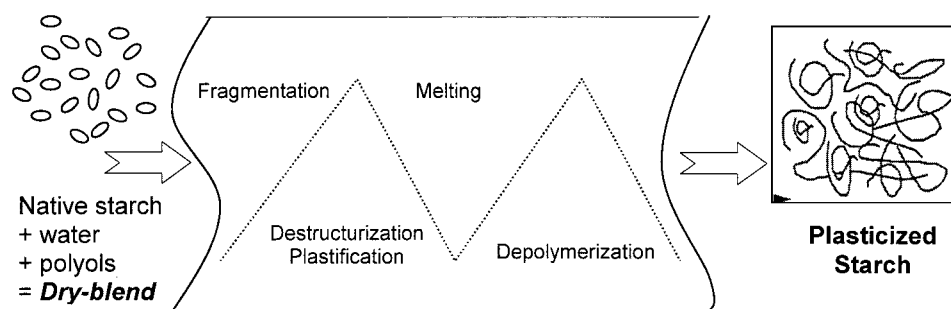 Fragmentation
Melting
Native starch
+ water
+ polyols
= Dry-blend
Destructurization
Plastification
Depolymerization
Plasticized
Starch